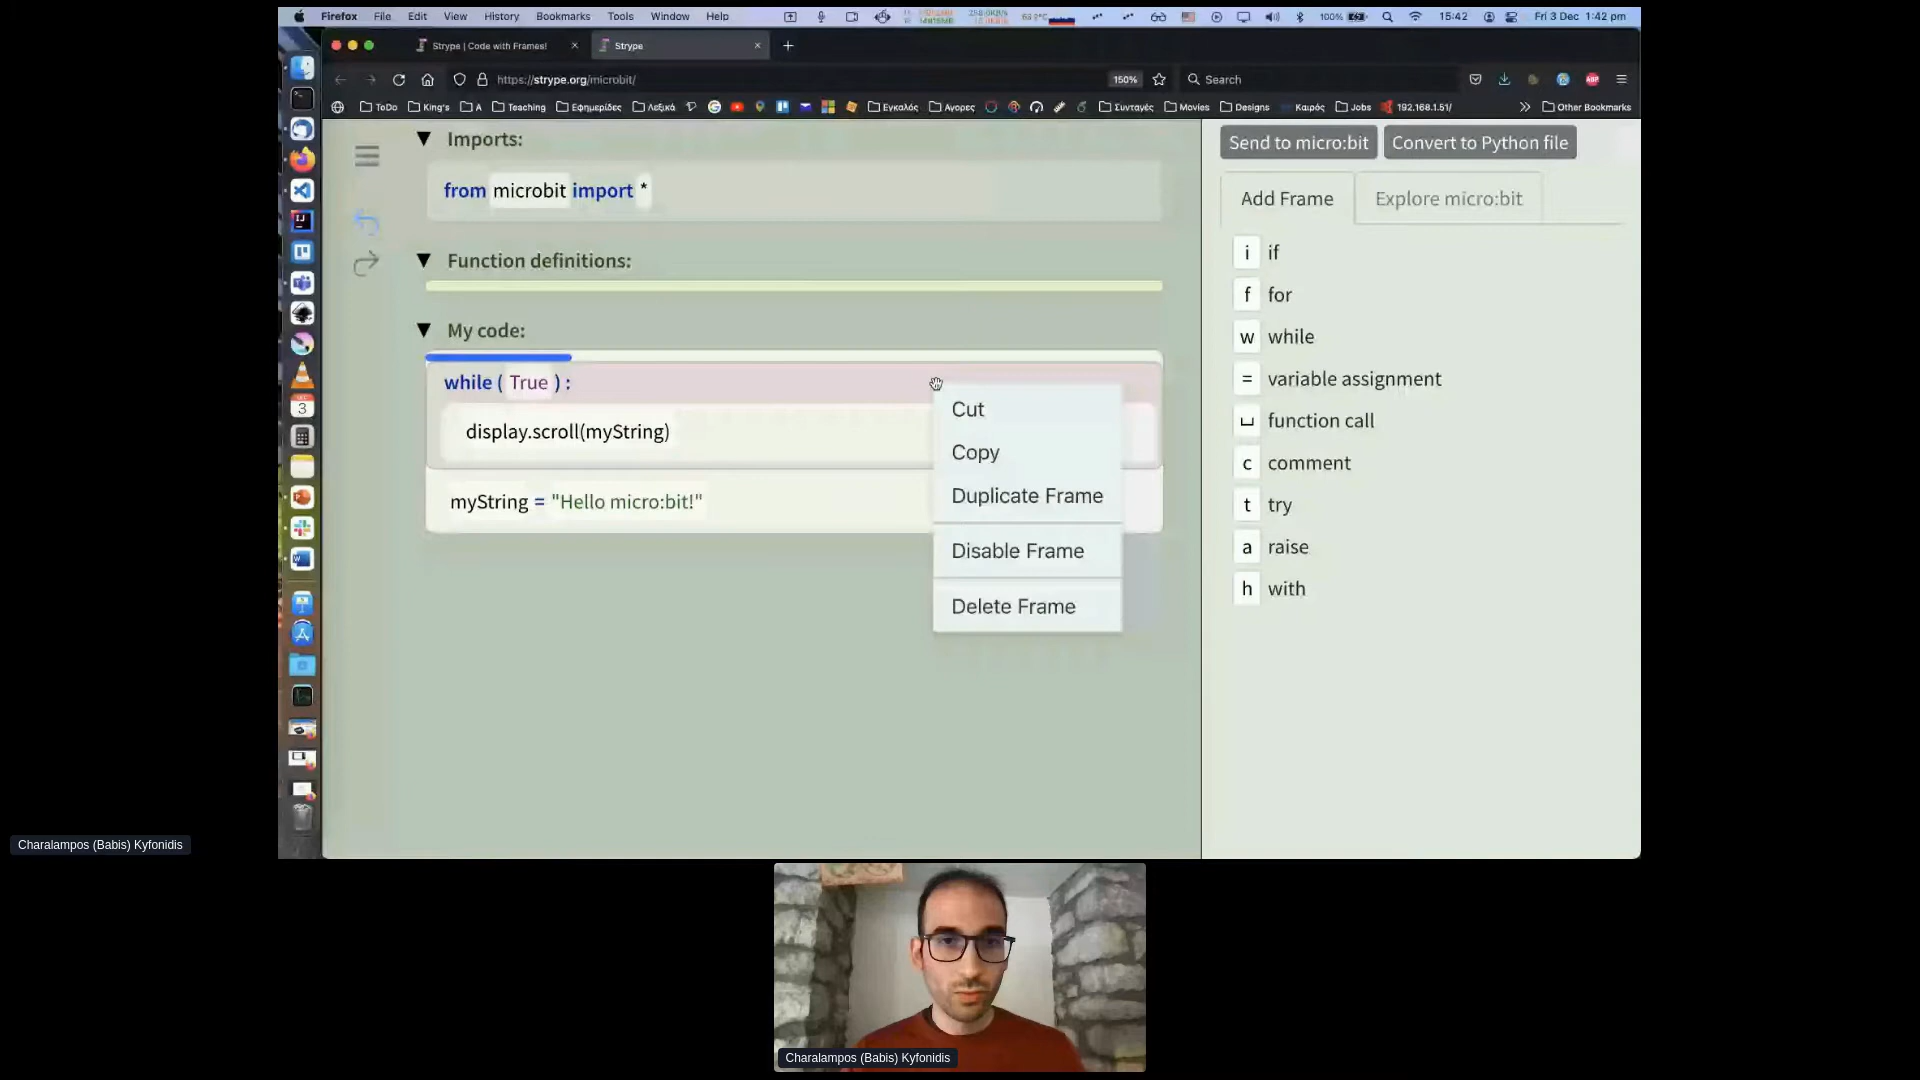 Firefox File Edit View History Bookmarks Tools Window Help 100% 15:42 Fri 3 Dec 1:42 pm
Strype | Code with Frames! Strype
https://strype.org/microbit/ 150% Search
ToDo King's A Teaching Εφημερίδες Λεξικά Εγκαλός Αγορες Συνταγές Movies Designs Καιρός Jobs 192.168.1.51/ Other Bookmarks
Imports:
from microbit import *
Function definitions:
My code:
while ( True ) :
display.scroll(myString)
myString = "Hello micro:bit!"
Cut
Copy
Duplicate Frame
Disable Frame
Delete Frame
Send to micro:bit Convert to Python file
Add Frame Explore micro:bit
i if
f for
w while
= variable assignment
function call
c comment
t try
a raise
h with
Charalampos (Babis) Kyfonidis
Charalampos (Babis) Kyfonidis